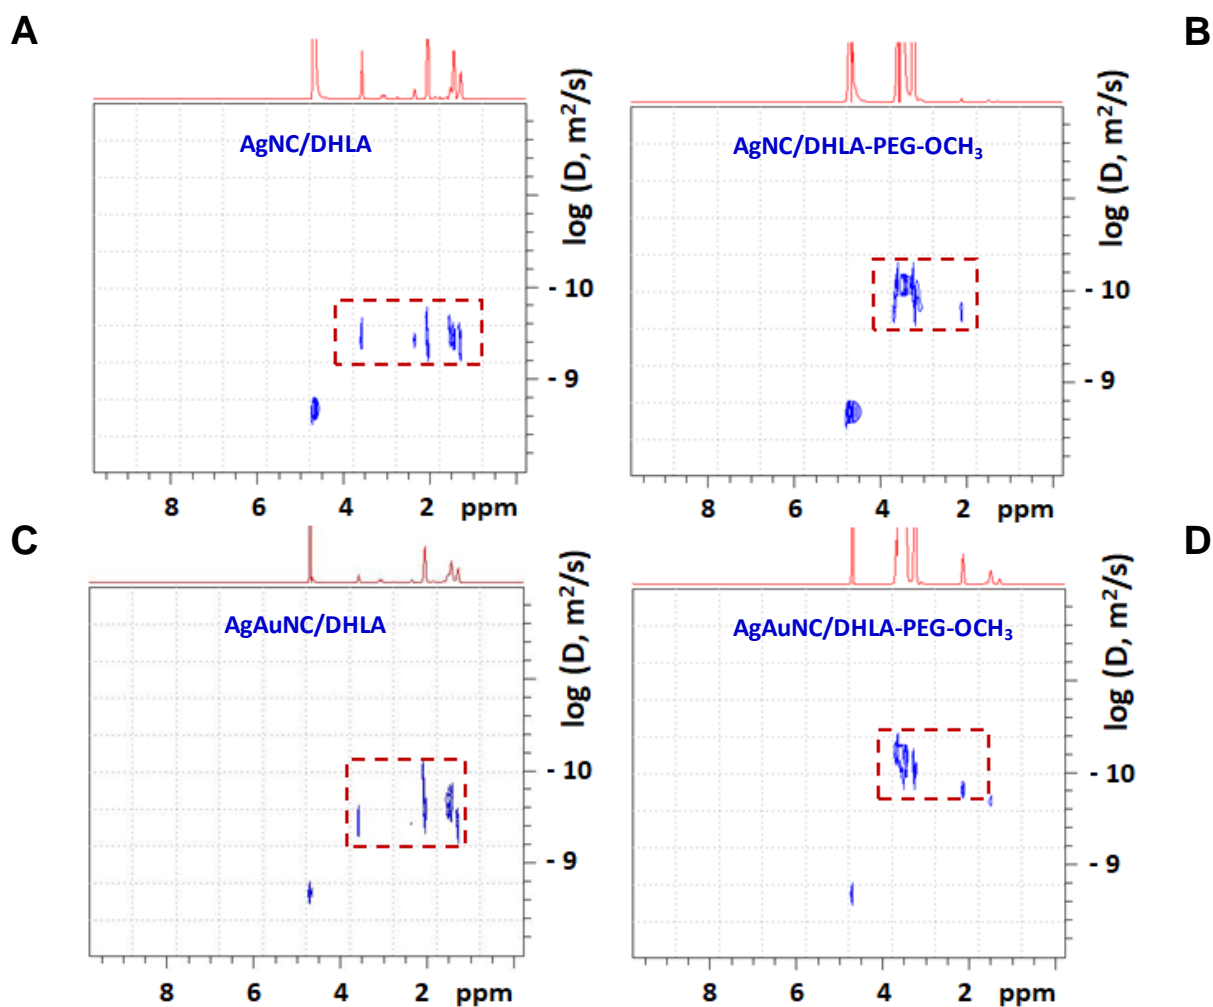 A
B
log (D, m²/s)
AgNC/DHLA
- 10
- 9
8 6 4 2 ppm
log (D, m²/s)
AgNC/DHLA-PEG-OCH₃
- 10
- 9
8 6 4 2 ppm
C
D
log (D, m²/s)
AgAuNC/DHLA
- 10
- 9
8 6 4 2 ppm
log (D, m²/s)
AgAuNC/DHLA-PEG-OCH₃
- 10
- 9
8 6 4 2 ppm